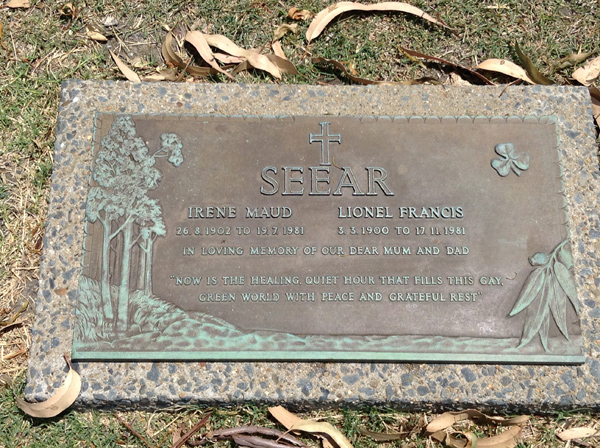 SEEAR
IRENE MAUD LIONEL FRANCIS
26.8.1902 TO 19.7.1981 3.3.1900 TO 17.11.1981
IN LOVING MEMORY OF OUR DEAR MUM AND DAD
"NOW IS THE HEALING, QUIET HOUR THAT FILLS THIS GAY,
GREEN WORLD WITH PEACE AND GRATEFUL REST"